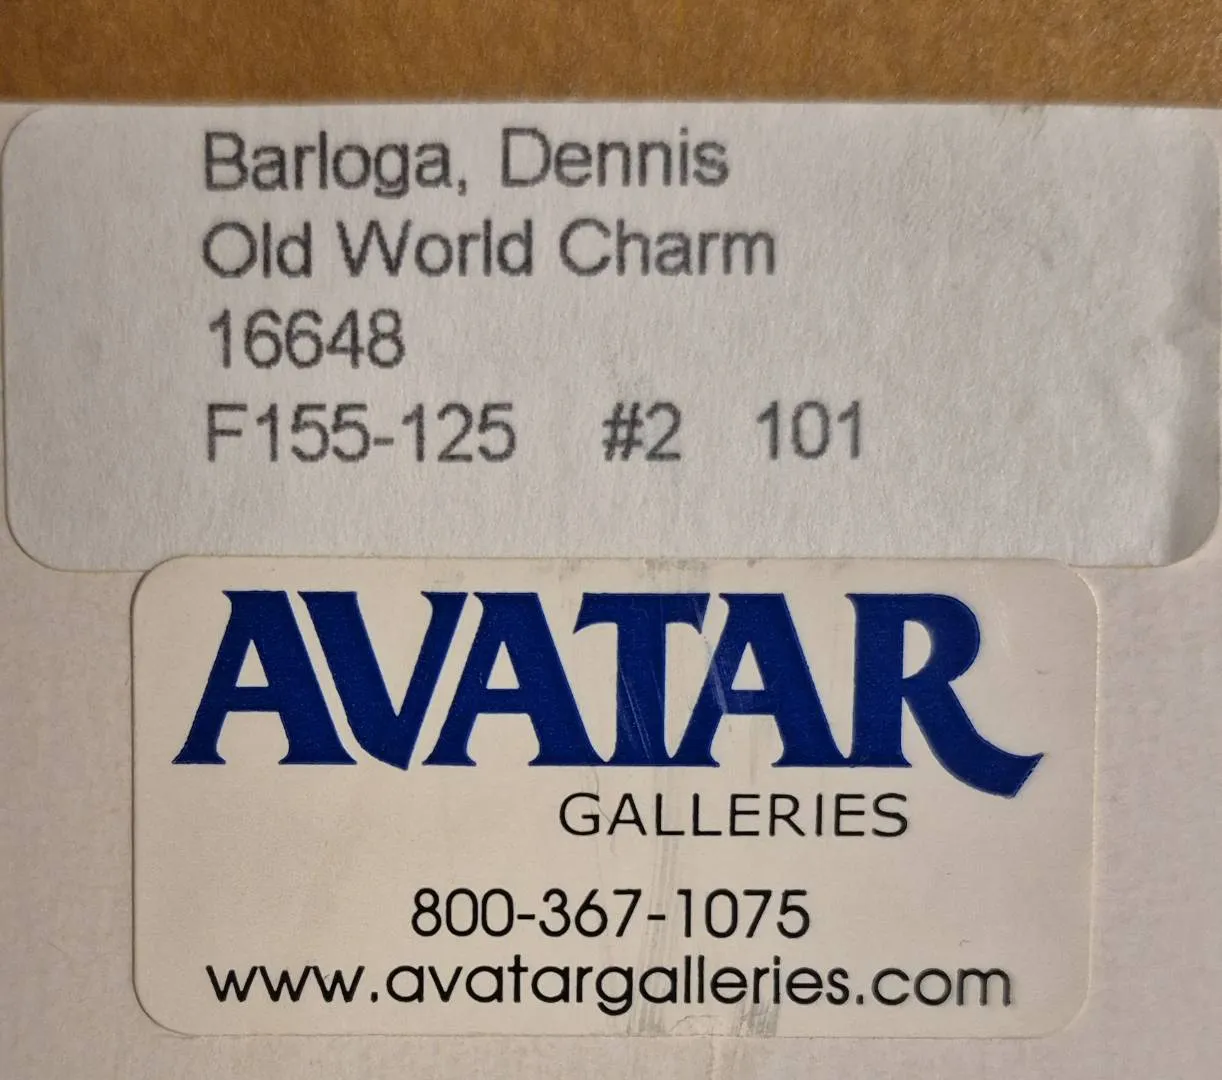 Barloga, Dennis
Old World Charm
16648
F155-125 #2 101
AVATAR
GALLERIES
800-367-1075
www.avatargalleries.com